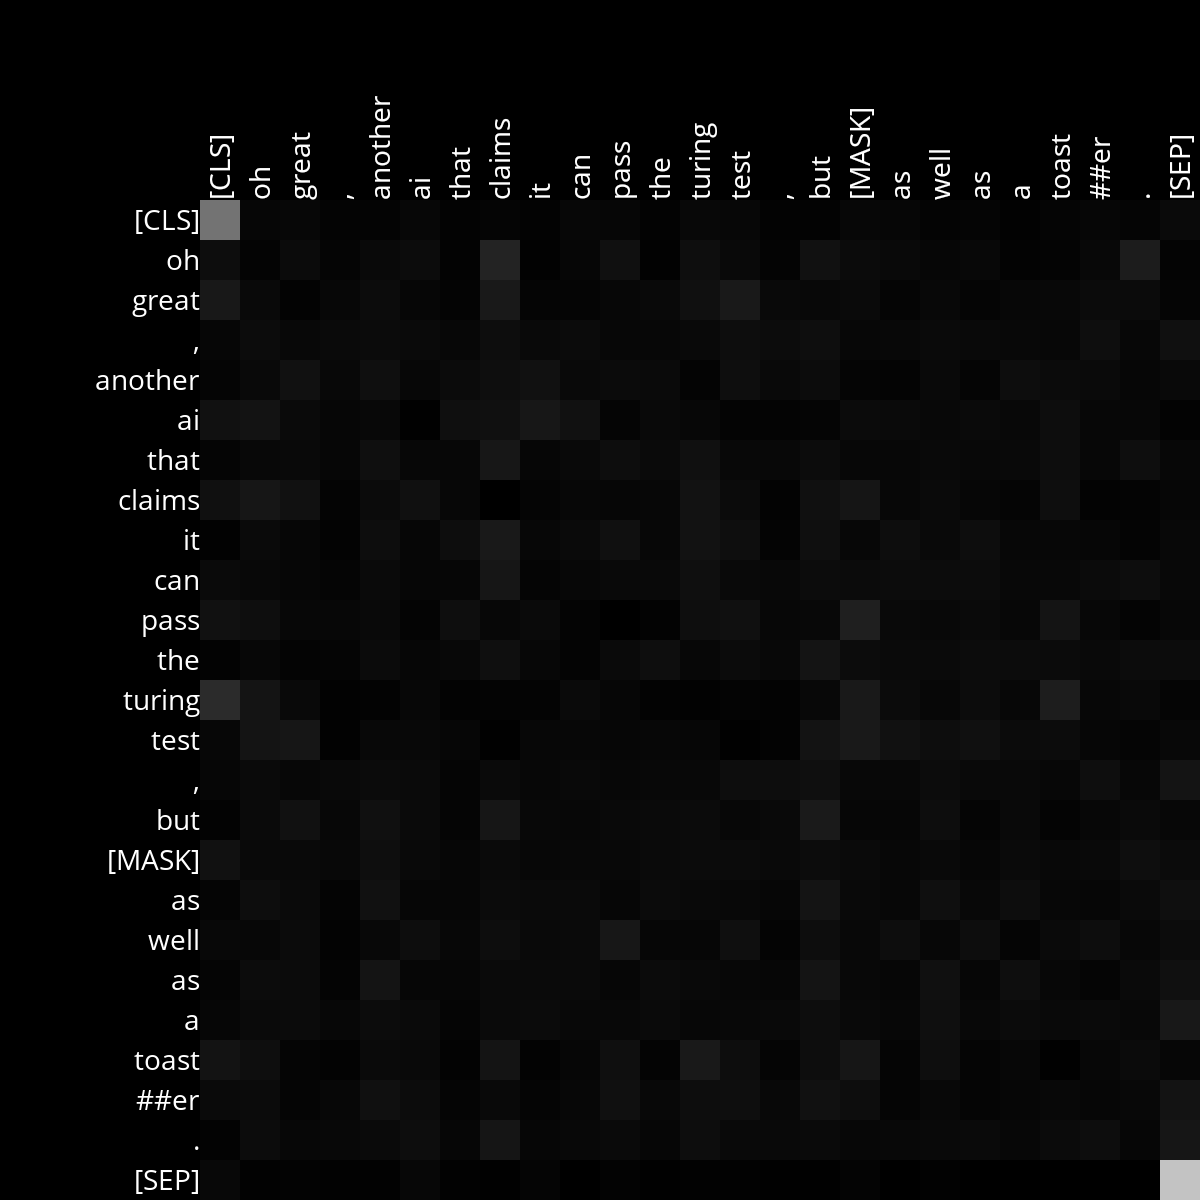 [CLS] oh great , another ai that claims it can pass the turing test , but [MASK] as well as a toast ##er . [SEP]
[CLS]
oh
great
,
another
ai
that
claims
it
can
pass
the
turing
test
,
but
[MASK]
as
well
as
a
toast
##er
.
[SEP]